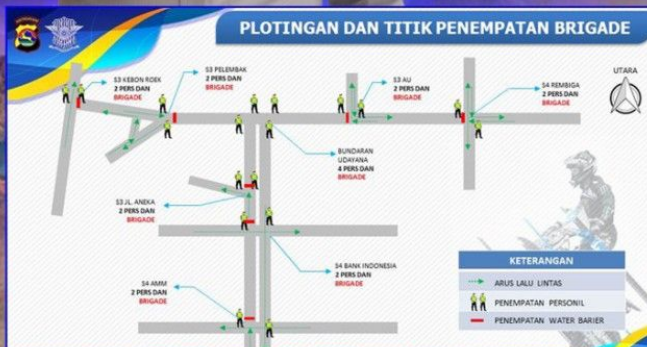 PLOTINGAN DAN TITIK PENEMPATAN BRIGADE
S3 KEBON ROEK
2 PERS DAN
BRIGADE
S3 PELEMBAK
2 PERS DAN
BRIGADE
S3 AU
2 PERS DAN
BRIGADE
S4 REMBIGA
2 PERS DAN
BRIGADE
UTARA
BUNDARAN
UDAYANA
4 PERS DAN
BRIGADE
S3 JL. ANEKA
2 PERS DAN
BRIGADE
S4 BANK INDONESIA
2 PERS DAN
BRIGADE
S4 AMM
2 PERS DAN
BRIGADE
KETERANGAN
ARUS LALU LINTAS
PENEMPATAN PERSONIL
PENEMPATAN WATER BARIER